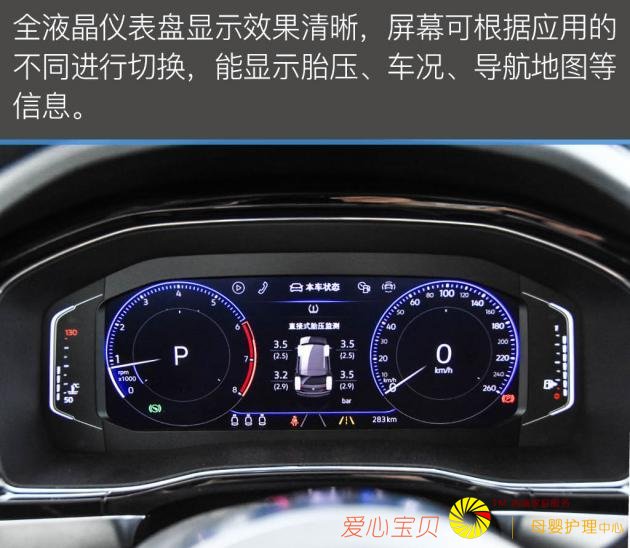 全液晶仪表盘显示效果清晰，屏幕可根据应用的
不同进行切换，能显示胎压、车况、导航地图等
信息。
本车状态
直接式胎压监测
3.5 3.5
(2.5) (2.5)
3.2 3.5
(2.9) (2.9)
bar
283 km
0 1 2 3 4 5 6 7 8
rpm
x1000
P
0 10 20 40 60 80 100 120 140 160 180 200 220 240 260
0
km/h
130
50
1
0
爱心宝贝
母婴护理中心